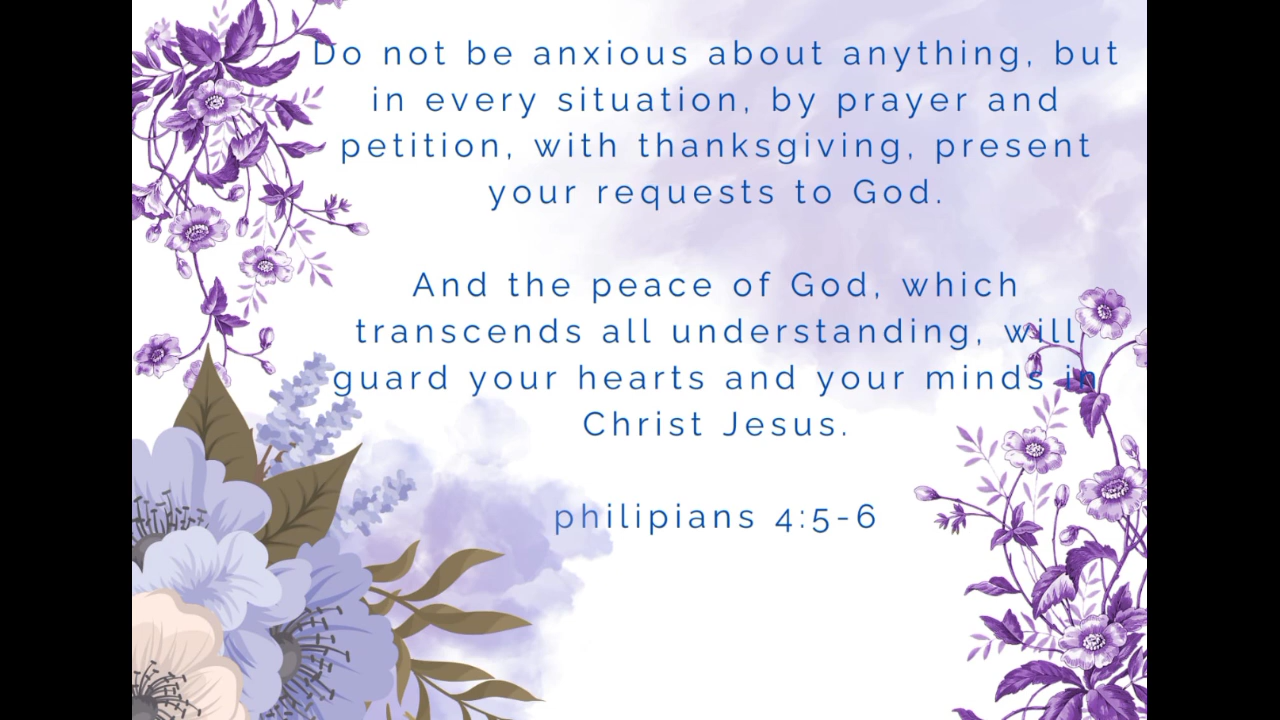 Do not be anxious about anything, but
in every situation, by prayer and
petition, with thanksgiving, present
your requests to God.
And the peace of God, which
transcends all understanding, will
guard your hearts and your minds in
Christ Jesus.
philipians 4:5-6